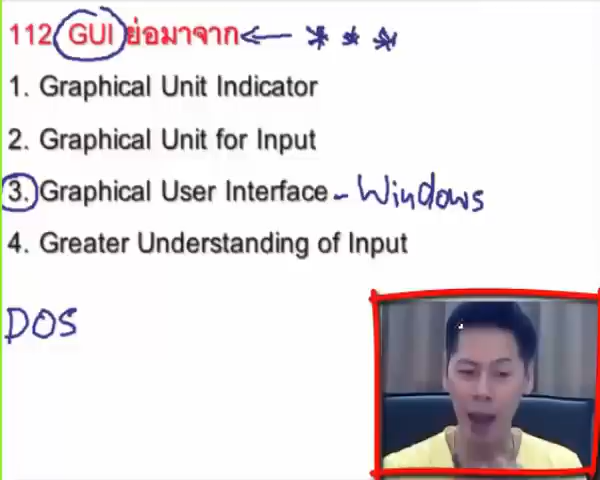 112 GUI ย่อมาจาก
1. Graphical Unit Indicator
2. Graphical Unit for Input
3. Graphical User Interface - Windows
4. Greater Understanding of Input
DOS